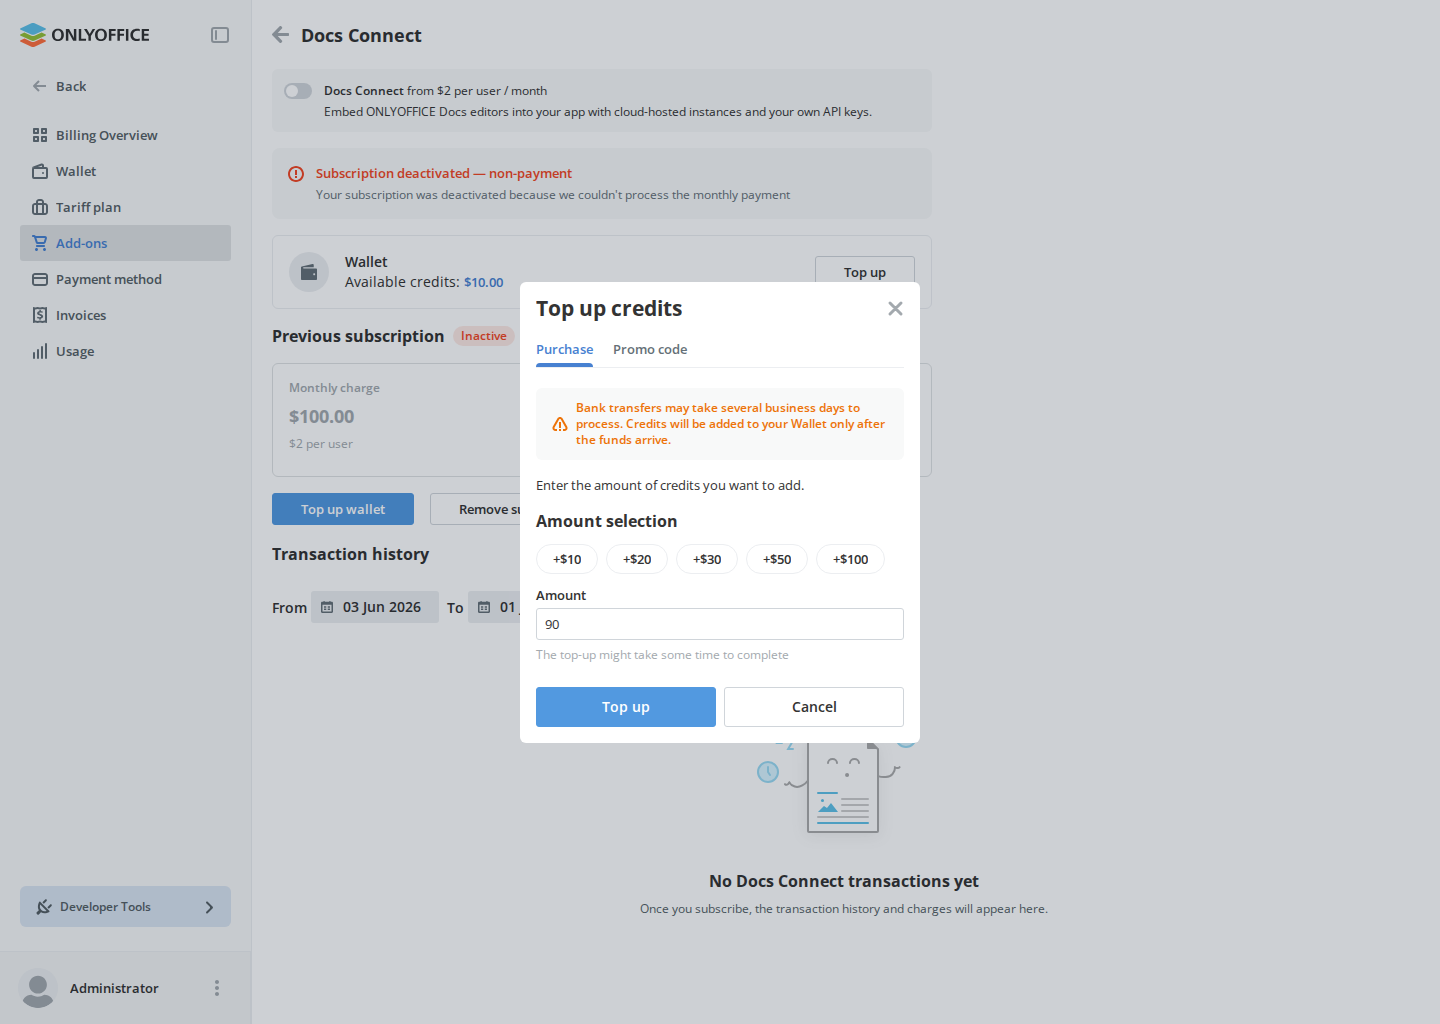 ONLYOFFICE
Back
Billing Overview
Wallet
Tariff plan
Add-ons
Payment method
Invoices
Usage
Developer Tools
Administrator
Docs Connect
Docs Connect from $2 per user / month
Embed ONLYOFFICE Docs editors into your app with cloud-hosted instances and your own API keys.
Subscription deactivated — non-payment
Your subscription was deactivated because we couldn't process the monthly payment
Wallet
Available credits: $10.00
Top up
Previous subscription Inactive
Monthly charge
$100.00
$2 per user
Top up wallet
Remove su
Transaction history
From 03 Jun 2026 To 01
Top up credits
Purchase Promo code
Bank transfers may take several business days to
process. Credits will be added to your Wallet only after
the funds arrive.
Enter the amount of credits you want to add.
Amount selection
+$10 +$20 +$30 +$50 +$100
Amount
90
The top-up might take some time to complete
Top up Cancel
No Docs Connect transactions yet
Once you subscribe, the transaction history and charges will appear here.